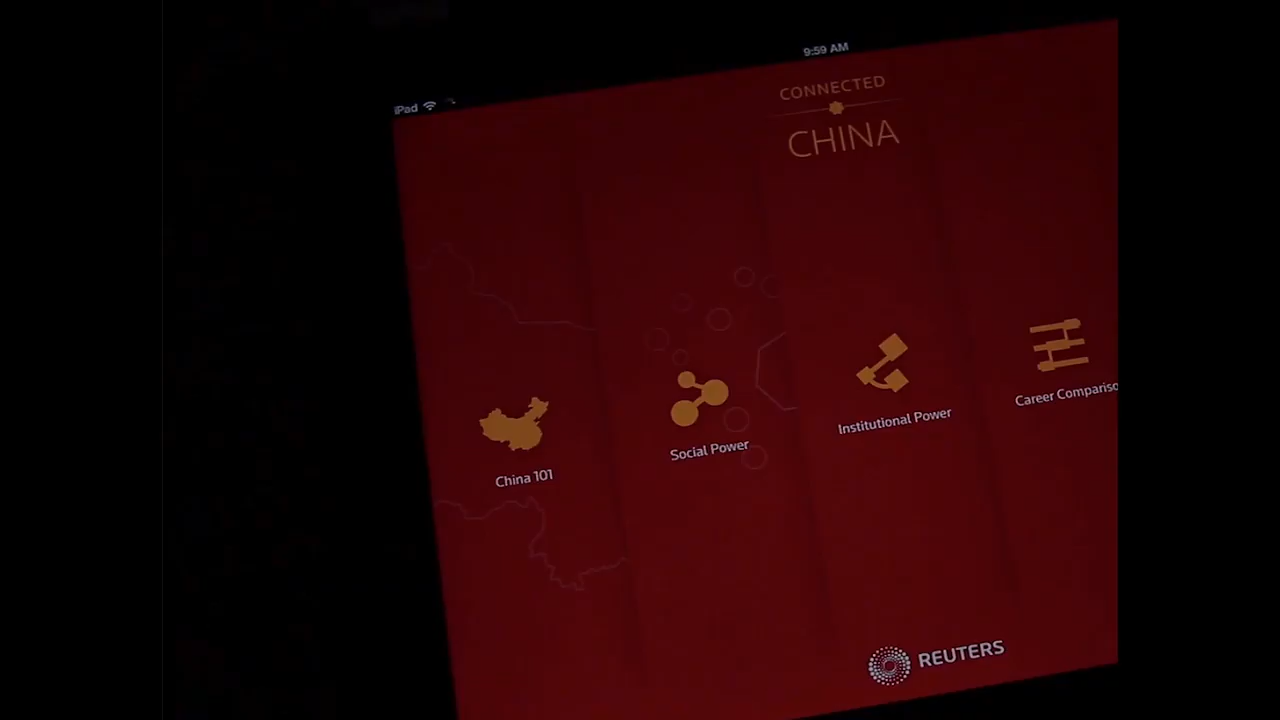 iPad
9:59 AM
CONNECTED
CHINA
China 101
Social Power
Institutional Power
Career Compariso
REUTERS